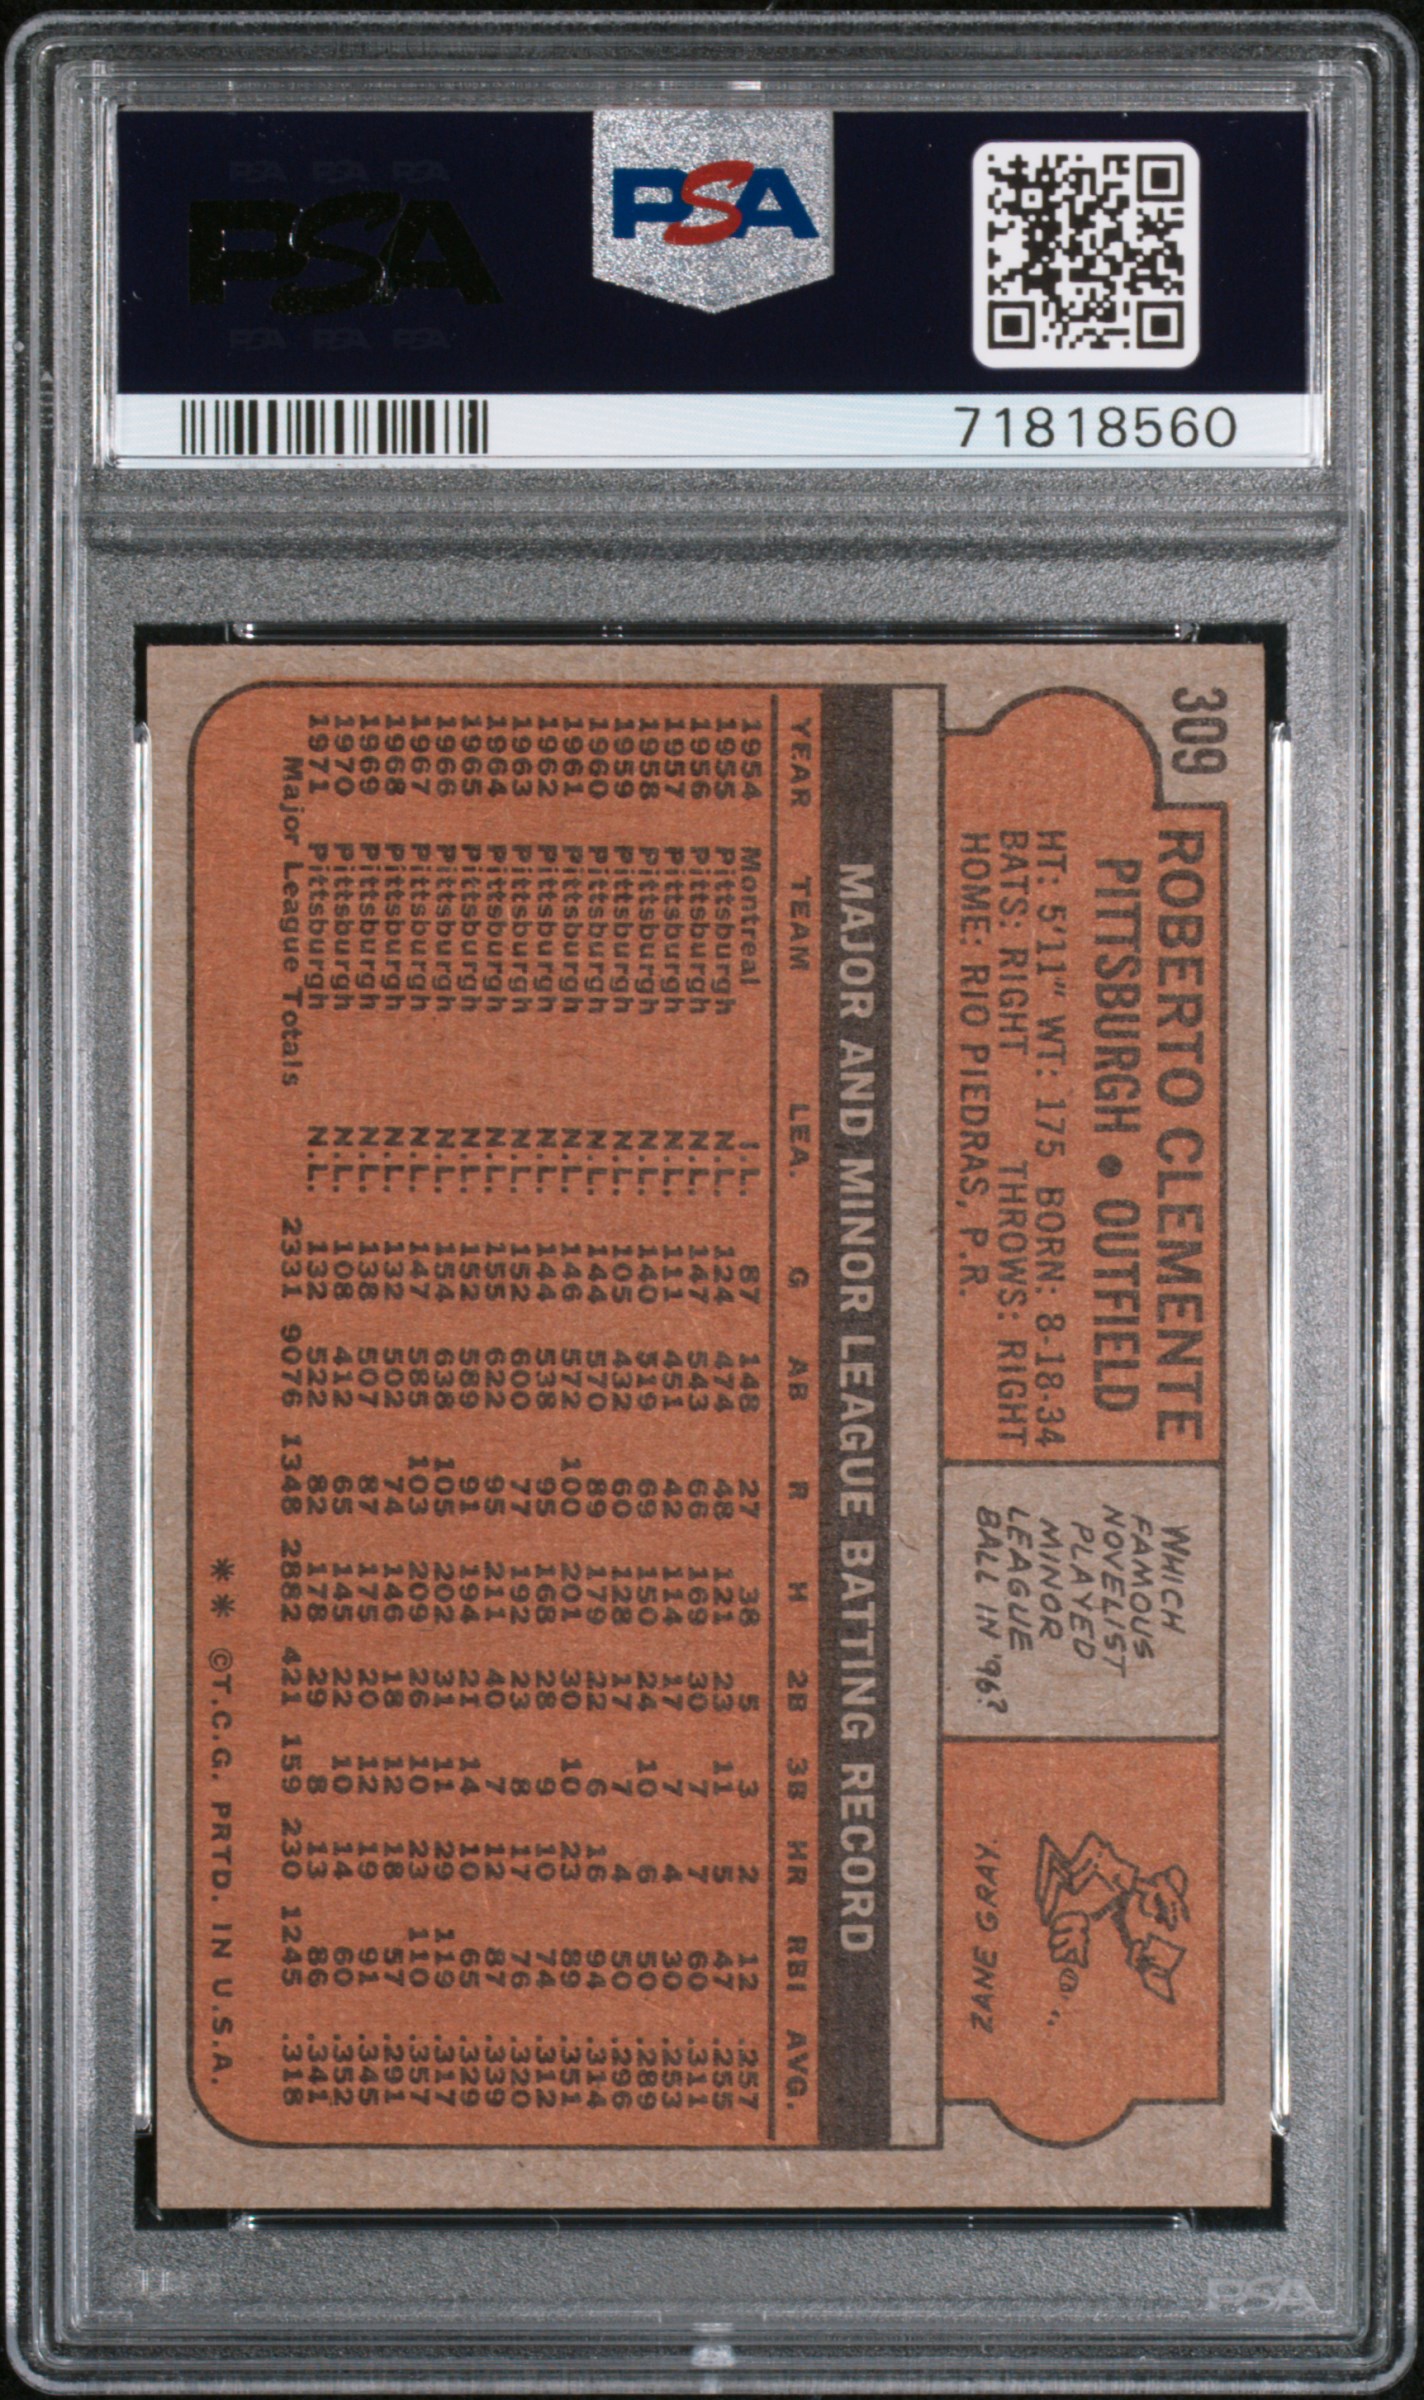 PSA PSA PSA
PSA
PSA PSA PSA
PSA
71818560
309
ROBERTO CLEMENTE
PITTSBURGH • OUTFIELD
HT: 5'11" WT: 175 BORN: 8-18-34
BATS: RIGHT THROWS: RIGHT
HOME: RIO PIEDRAS, P.R.
WHICH
FAMOUS
NOVELIST
PLAYED
MINOR
LEAGUE
BALL IN '96?
ZANE GRAY
MAJOR AND MINOR LEAGUE BATTING RECORD
YEAR TEAM LEA. G AB R H 2B 3B HR RBI AVG.
1954 Montreal I.L. 87 148 27 38 5 3 2 12 .257
1955 Pittsburgh N.L. 124 474 48 121 23 11 5 47 .255
1956 Pittsburgh N.L. 147 543 66 169 30 7 7 60 .311
1957 Pittsburgh N.L. 111 451 42 114 17 7 4 30 .253
1958 Pittsburgh N.L. 140 519 69 150 24 10 6 50 .289
1959 Pittsburgh N.L. 105 432 60 128 17 7 4 50 .296
1960 Pittsburgh N.L. 144 570 89 179 22 6 16 94 .314
1961 Pittsburgh N.L. 146 572 100 201 30 10 23 89 .351
1962 Pittsburgh N.L. 144 538 95 168 28 9 10 74 .312
1963 Pittsburgh N.L. 152 600 77 192 23 8 17 76 .320
1964 Pittsburgh N.L. 155 622 95 211 40 7 12 87 .339
1965 Pittsburgh N.L. 152 589 91 194 21 14 10 65 .329
1966 Pittsburgh N.L. 154 638 105 202 31 11 29 119 .317
1967 Pittsburgh N.L. 147 585 103 209 26 10 23 110 .357
1968 Pittsburgh N.L. 132 502 74 146 18 12 18 57 .291
1969 Pittsburgh N.L. 138 507 87 175 20 12 19 91 .345
1970 Pittsburgh N.L. 108 412 65 145 22 10 14 60 .352
1971 Pittsburgh N.L. 132 522 82 178 29 8 13 86 .341
Major League Totals 2331 9076 1348 2882 421 159 230 1245 .318
** ©T.C.G. PRTD. IN U.S.A.
PSA